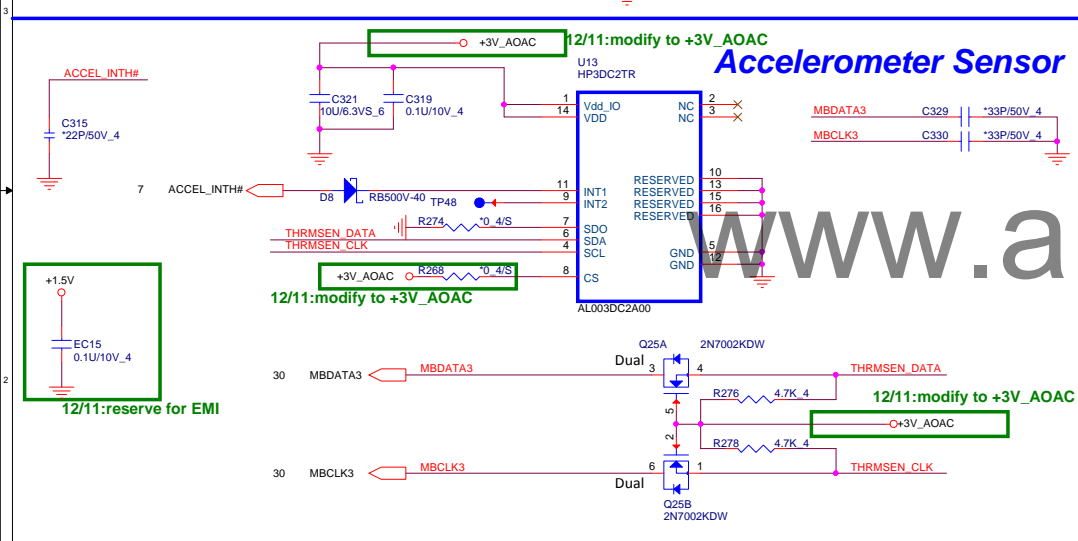 3
+3V_AOAC
12/11:modify to +3V_AOAC
Accelerometer Sensor
U13
HP3DC2TR
ACCEL_INTH#
C315
*22P/50V_4
C321
10U/6.3VS_6
C319
0.1U/10V_4
1
14
Vdd_IO
VDD
NC
NC
2
3
MBDATA3
C329
*33P/50V_4
MBCLK3
C330
*33P/50V_4
7
ACCEL_INTH#
D8
RB500V-40
TP48
11
9
INT1
INT2
RESERVED
RESERVED
RESERVED
RESERVED
10
13
15
16
R274
*0_4/S
7
6
4
SDO
SDA
SCL
THRMSEN_DATA
THRMSEN_CLK
GND
GND
5
12
www.a
+3V_AOAC
R268
*0_4/S
8
CS
12/11:modify to +3V_AOAC
AL003DC2A00
+1.5V
EC15
0.1U/10V_4
12/11:reserve for EMI
2
Q25A
2N7002KDW
Dual
30
MBDATA3
MBDATA3
3
4
THRMSEN_DATA
R276
4.7K_4
12/11:modify to +3V_AOAC
5
+3V_AOAC
2
R278
4.7K_4
30
MBCLK3
MBCLK3
6
1
THRMSEN_CLK
Dual
Q25B
2N7002KDW